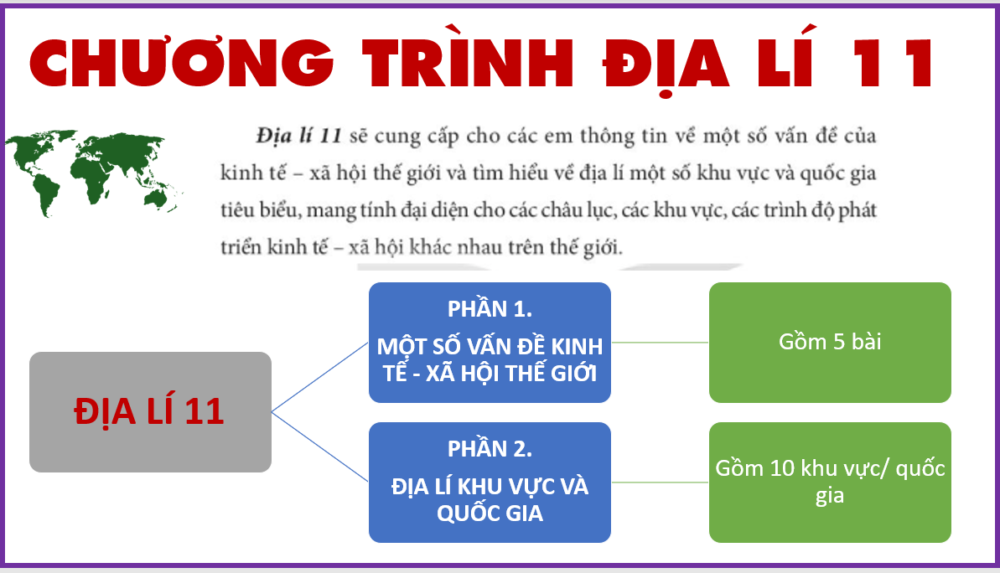 CHƯƠNG TRÌNH ĐỊA LÍ 11
Địa lí 11 sẽ cung cấp cho các em thông tin về một số vấn đề của
kinh tế – xã hội thế giới và tìm hiểu về địa lí một số khu vực và quốc gia
tiêu biểu, mang tính đại diện cho các châu lục, các khu vực, các trình độ phát
triển kinh tế – xã hội khác nhau trên thế giới.
ĐỊA LÍ 11
PHẦN 1.
MỘT SỐ VẤN ĐỀ KINH
TẾ - XÃ HỘI THẾ GIỚI
Gồm 5 bài
PHẦN 2.
ĐỊA LÍ KHU VỰC VÀ
QUỐC GIA
Gồm 10 khu vực/ quốc
gia